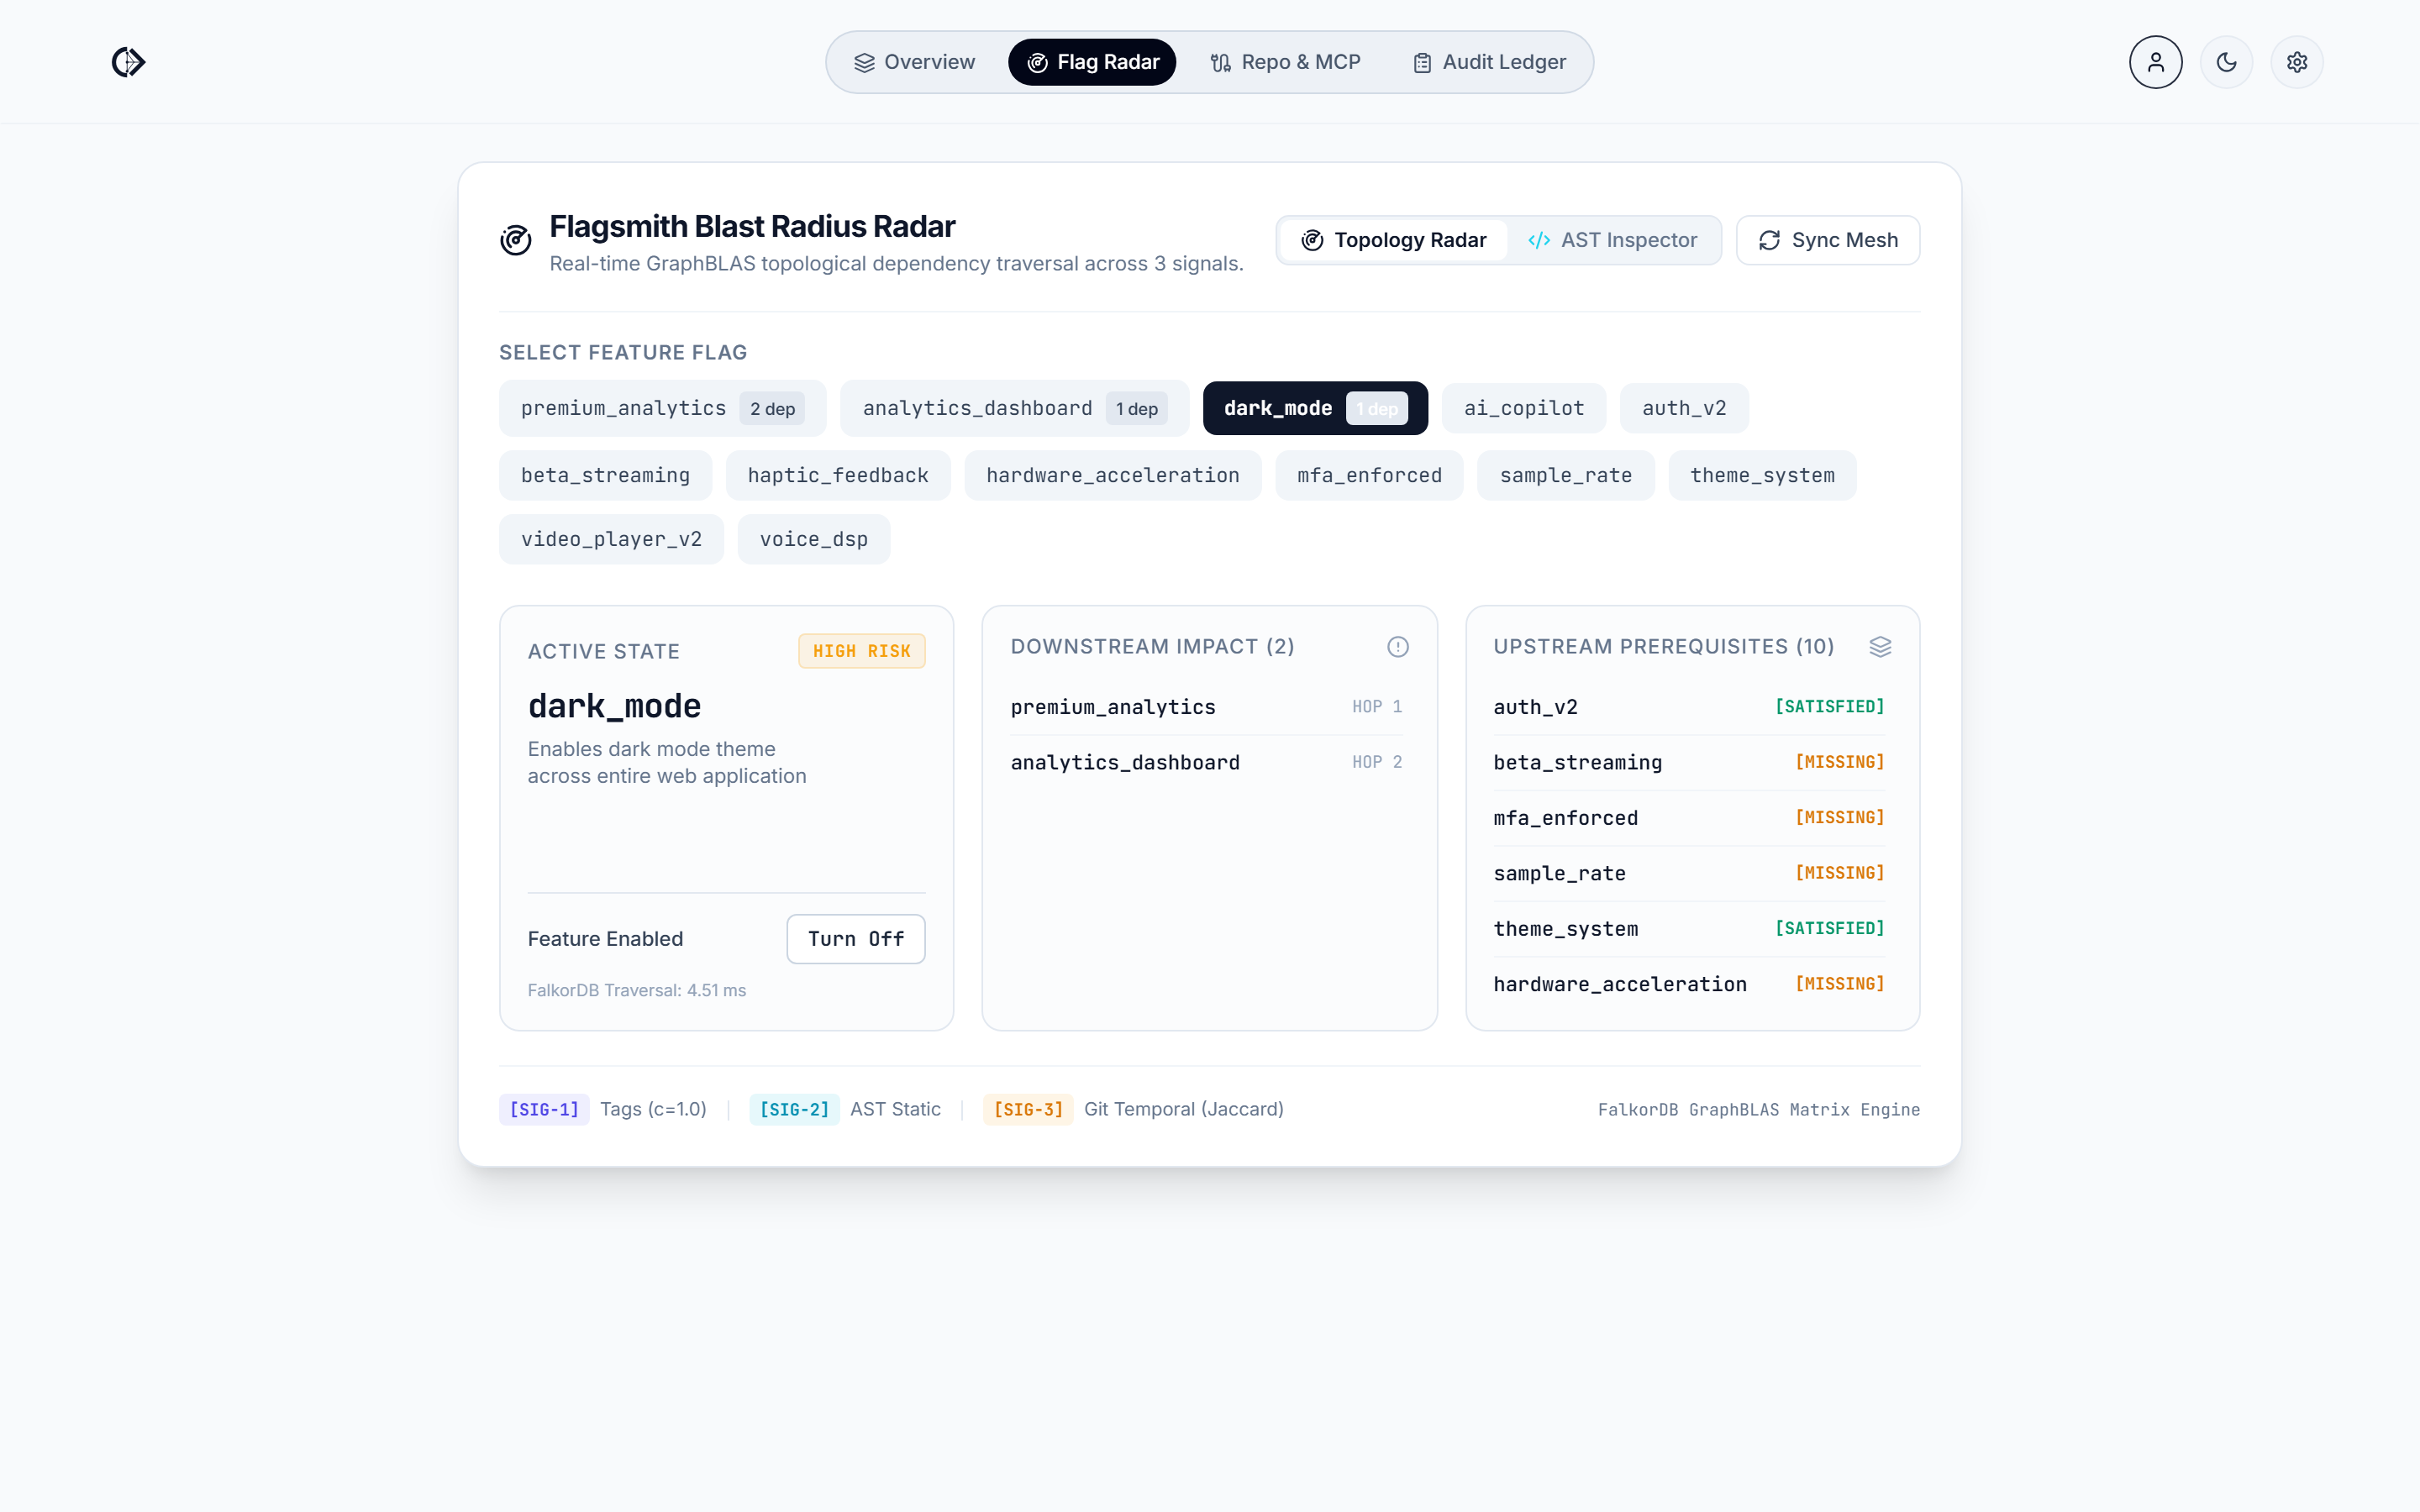 Overview
Flag Radar
Repo & MCP
Audit Ledger
Flagsmith Blast Radius Radar
Real-time GraphBLAS topological dependency traversal across 3 signals.
Topology Radar
AST Inspector
Sync Mesh
SELECT FEATURE FLAG
premium_analytics 2 dep
analytics_dashboard 1 dep
dark_mode 1 dep
ai_copilot
auth_v2
beta_streaming
haptic_feedback
hardware_acceleration
mfa_enforced
sample_rate
theme_system
video_player_v2
voice_dsp
ACTIVE STATE
HIGH RISK
dark_mode
Enables dark mode theme
across entire web application
Feature Enabled
Turn Off
FalkorDB Traversal: 4.51 ms
DOWNSTREAM IMPACT (2)
premium_analytics HOP 1
analytics_dashboard HOP 2
UPSTREAM PREREQUISITES (10)
auth_v2 [SATISFIED]
beta_streaming [MISSING]
mfa_enforced [MISSING]
sample_rate [MISSING]
theme_system [SATISFIED]
hardware_acceleration [MISSING]
[SIG-1] Tags (c=1.0)
[SIG-2] AST Static
[SIG-3] Git Temporal (Jaccard)
FalkorDB GraphBLAS Matrix Engine